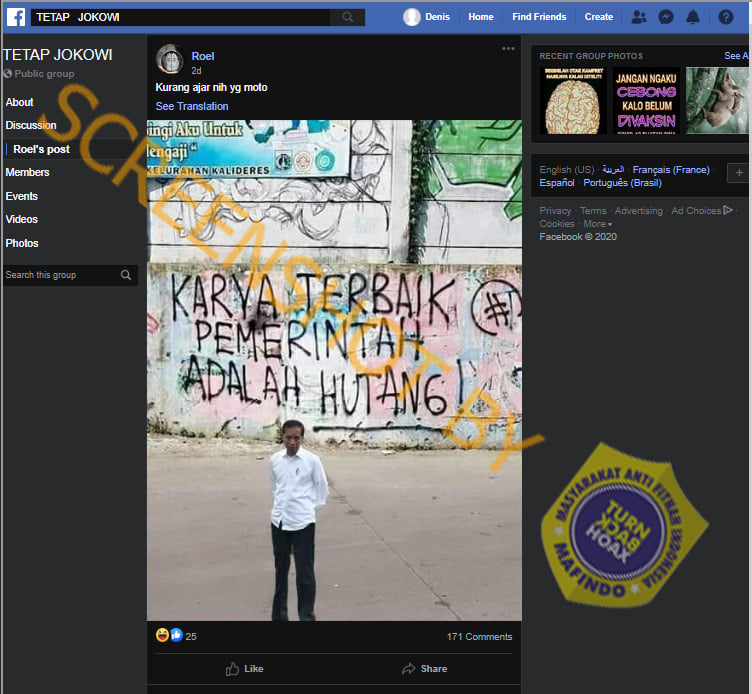 TETAP JOKOWI
Denis
Home
Find Friends
Create
TETAP JOKOWI
Public group
About
Discussion
Roel's post
Members
Events
Videos
Photos
Search this group
Roel
2d
Kurang ajar nih yg moto
See Translation
ingi Aku Untuk
engaji"
KELURAHAN KALIDERES
KARYA TERBAIK
PEMERINTAH
ADALAH HUTANG!
#
SCREENSHOT BY
25
171 Comments
Like
Share
RECENT GROUP PHOTOS
See A
JANGAN NGAKU
CEBONG
KALO BELUM
DIVAKSIN
English (US) · العربية · Français (France) ·
Español · Português (Brasil)
Privacy · Terms · Advertising · Ad Choices
Cookies · More
Facebook © 2020
MASYARAKAT ANTI FITNAH INDONESIA
TURN
BACK
HOAX
MAFINDO